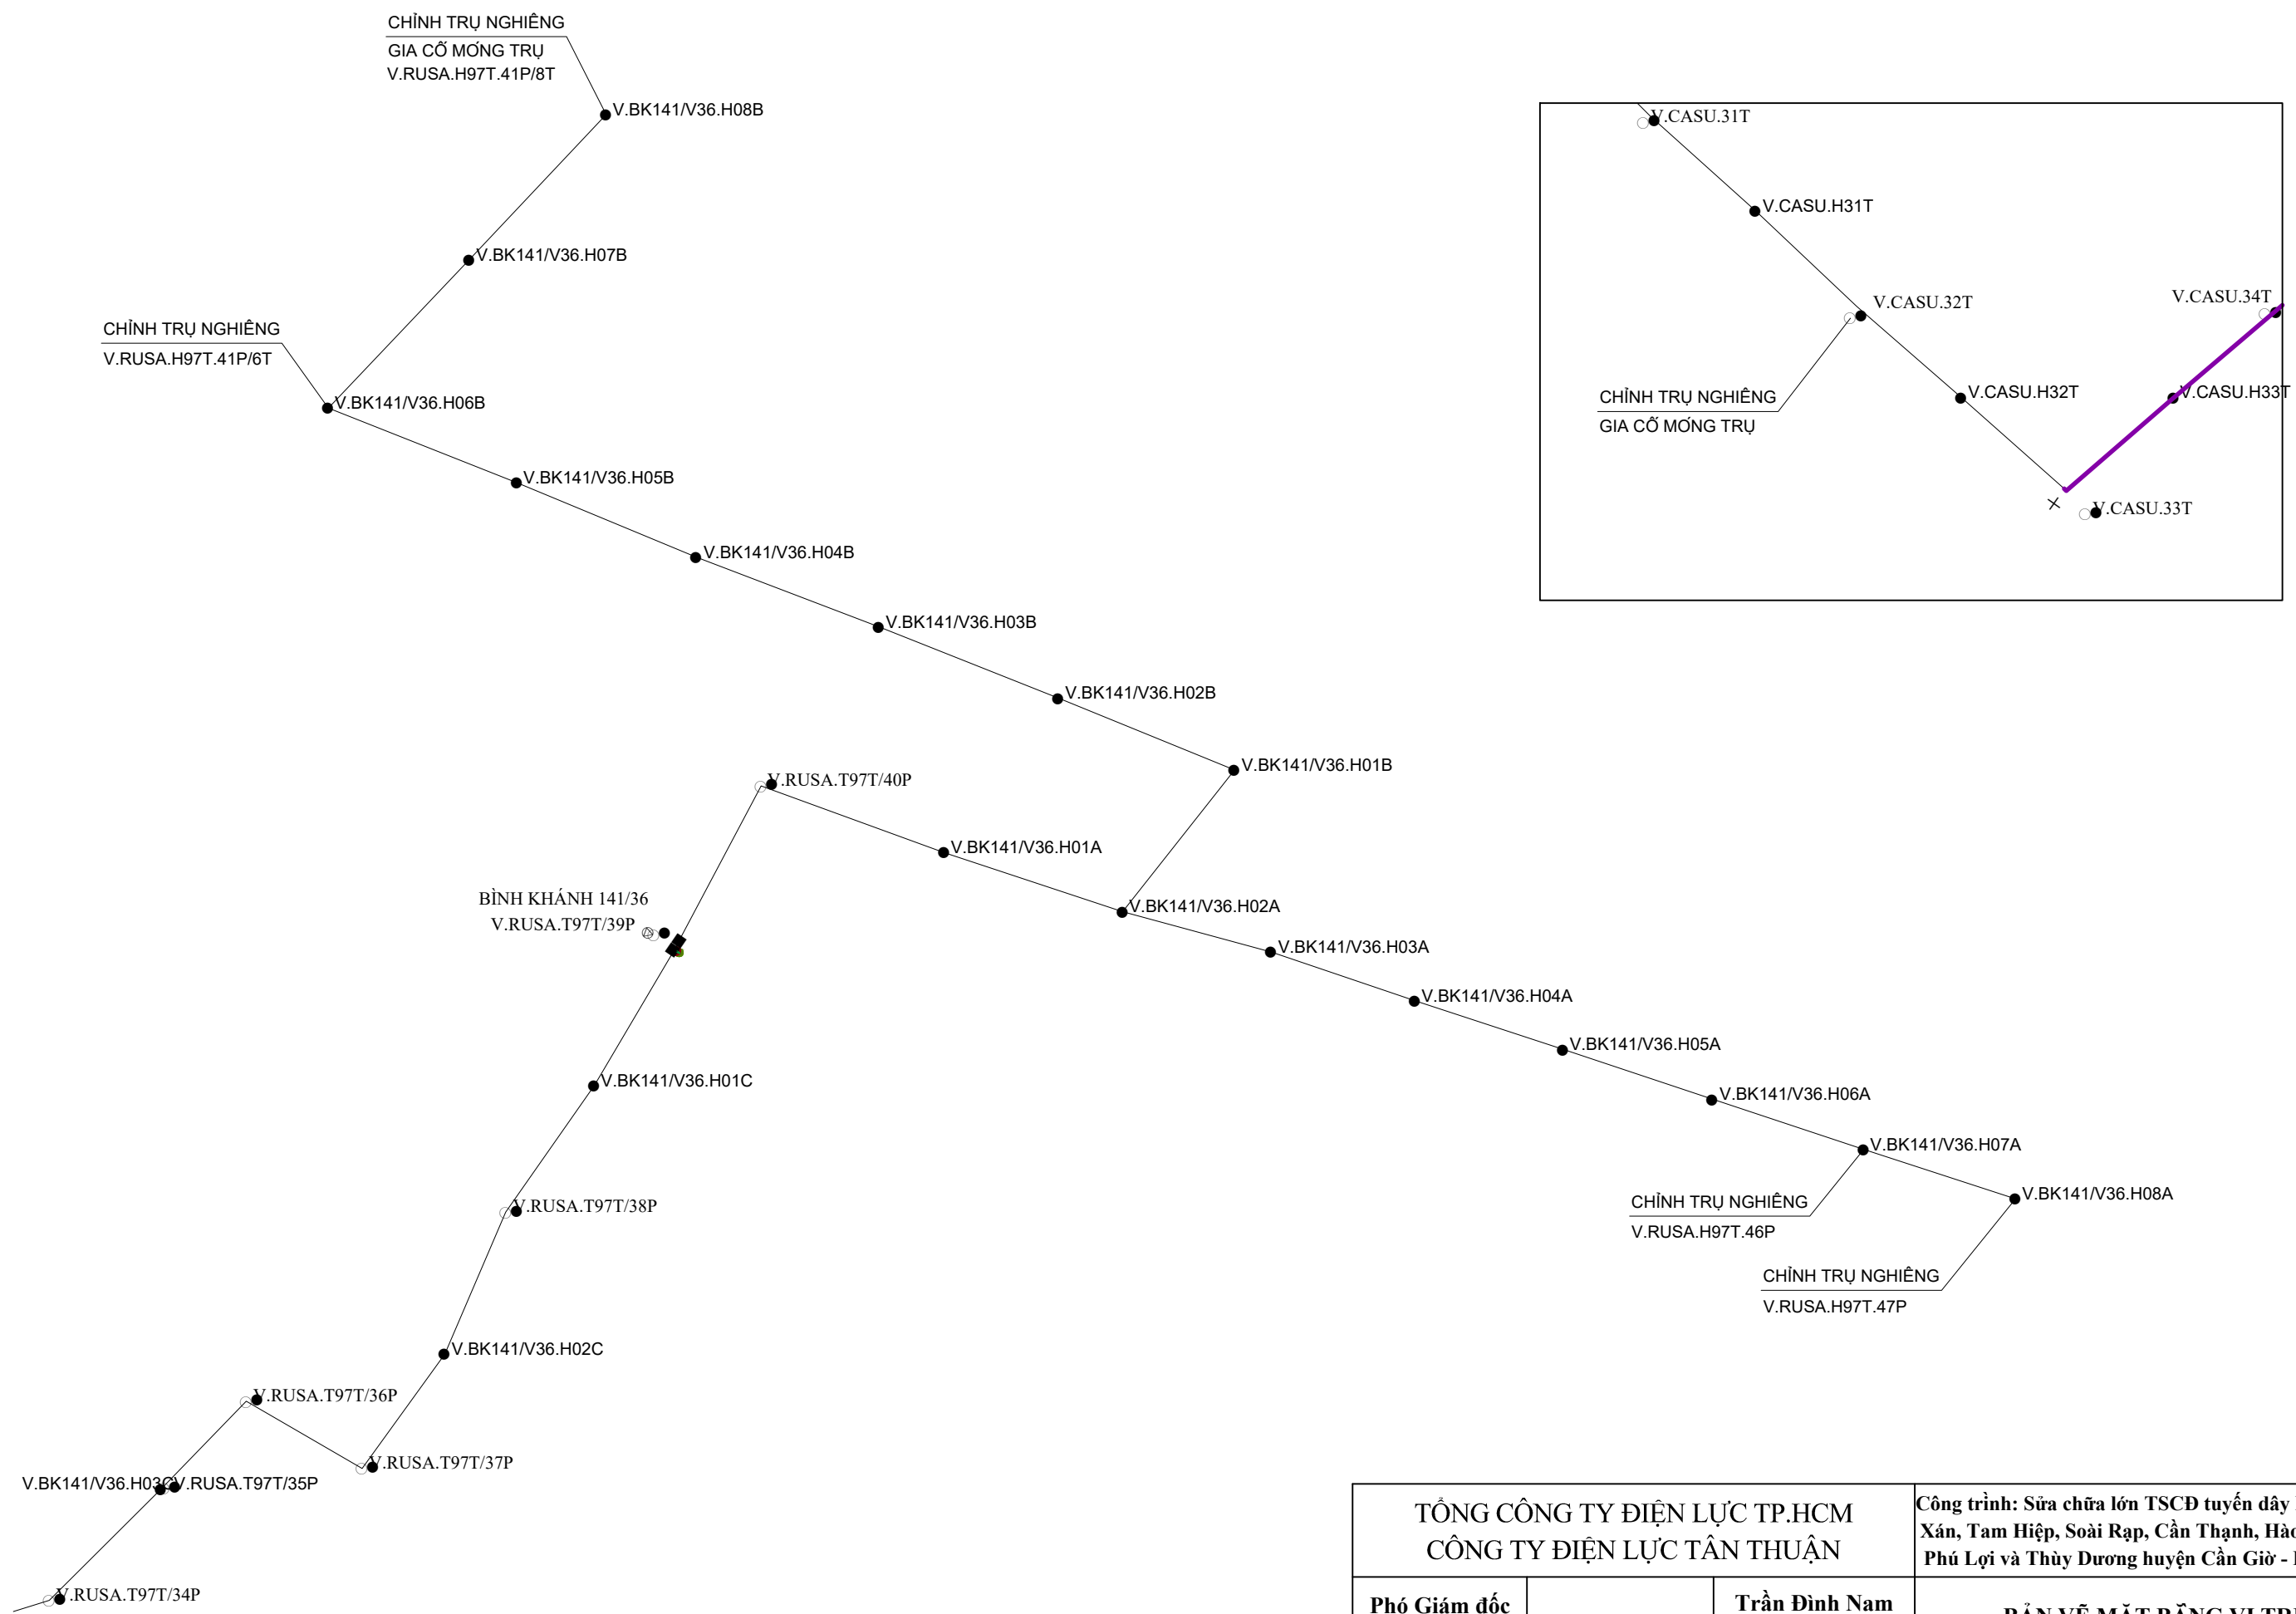 CHỈNH TRỤ NGHIÊNG
GIA CỐ MÓNG TRỤ
V.RUSA.H97T.41P/8T
V.BK141/V36.H08B
V.CASU.31T
V.CASU.H31T
V.BK141/V36.H07B
V.CASU.34T
V.CASU.32T
CHỈNH TRỤ NGHIÊNG
V.RUSA.H97T.41P/6T
V.CASU.H32T
V.CASU.H33T
CHỈNH TRỤ NGHIÊNG
GIA CỐ MÓNG TRỤ
V.BK141/V36.H06B
V.BK141/V36.H05B
V.CASU.33T
V.BK141/V36.H04B
V.BK141/V36.H03B
V.BK141/V36.H02B
V.BK141/V36.H01B
V.RUSA.T97T/40P
V.BK141/V36.H01A
BÌNH KHÁNH 141/36
V.RUSA.T97T/39P
V.BK141/V36.H02A
V.BK141/V36.H03A
V.BK141/V36.H04A
V.BK141/V36.H05A
V.BK141/V36.H01C
V.BK141/V36.H06A
V.BK141/V36.H07A
V.BK141/V36.H08A
CHỈNH TRỤ NGHIÊNG
V.RUSA.H97T.46P
V.RUSA.T97T/38P
CHỈNH TRỤ NGHIÊNG
V.RUSA.H97T.47P
V.BK141/V36.H02C
V.RUSA.T97T/36P
V.RUSA.T97T/37P
V.BK141/V36.H03C
V.RUSA.T97T/35P
V.RUSA.T97T/34P
TỔNG CÔNG TY ĐIỆN LỰC TP.HCM
CÔNG TY ĐIỆN LỰC TÂN THUẬN
Công trình: Sửa chữa lớn TSCĐ tuyến dây
Xán, Tam Hiệp, Soài Rạp, Cần Thạnh, Hào
Phú Lợi và Thùy Dương huyện Cần Giờ -
Phó Giám đốc
Trần Đình Nam
BẢN VẼ MẶT BẰNG